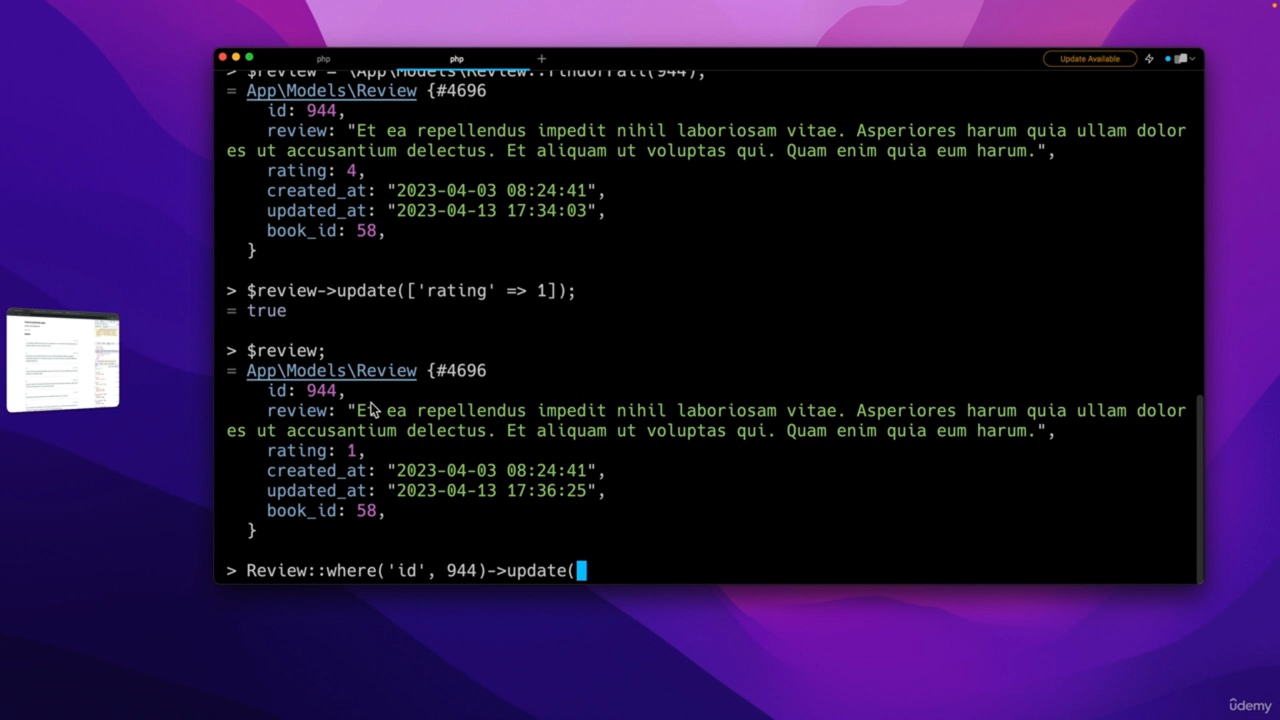 php
php
+
Update Available
> $review = \App\Models\Review::findOrFail(944);
= App\Models\Review {#4696
id: 944,
review: "Et ea repellendus impedit nihil laboriosam vitae. Asperiores harum quia ullam dolor
es ut accusantium delectus. Et aliquam ut voluptas qui. Quam enim quia eum harum.",
rating: 4,
created_at: "2023-04-03 08:24:41",
updated_at: "2023-04-13 17:34:03",
book_id: 58,
}
> $review->update(['rating' => 1]);
= true
> $review;
= App\Models\Review {#4696
id: 944,
review: "Et ea repellendus impedit nihil laboriosam vitae. Asperiores harum quia ullam dolor
es ut accusantium delectus. Et aliquam ut voluptas qui. Quam enim quia eum harum.",
rating: 1,
created_at: "2023-04-03 08:24:41",
updated_at: "2023-04-13 17:36:25",
book_id: 58,
}
> Review::where('id', 944)->update(
ûdemy